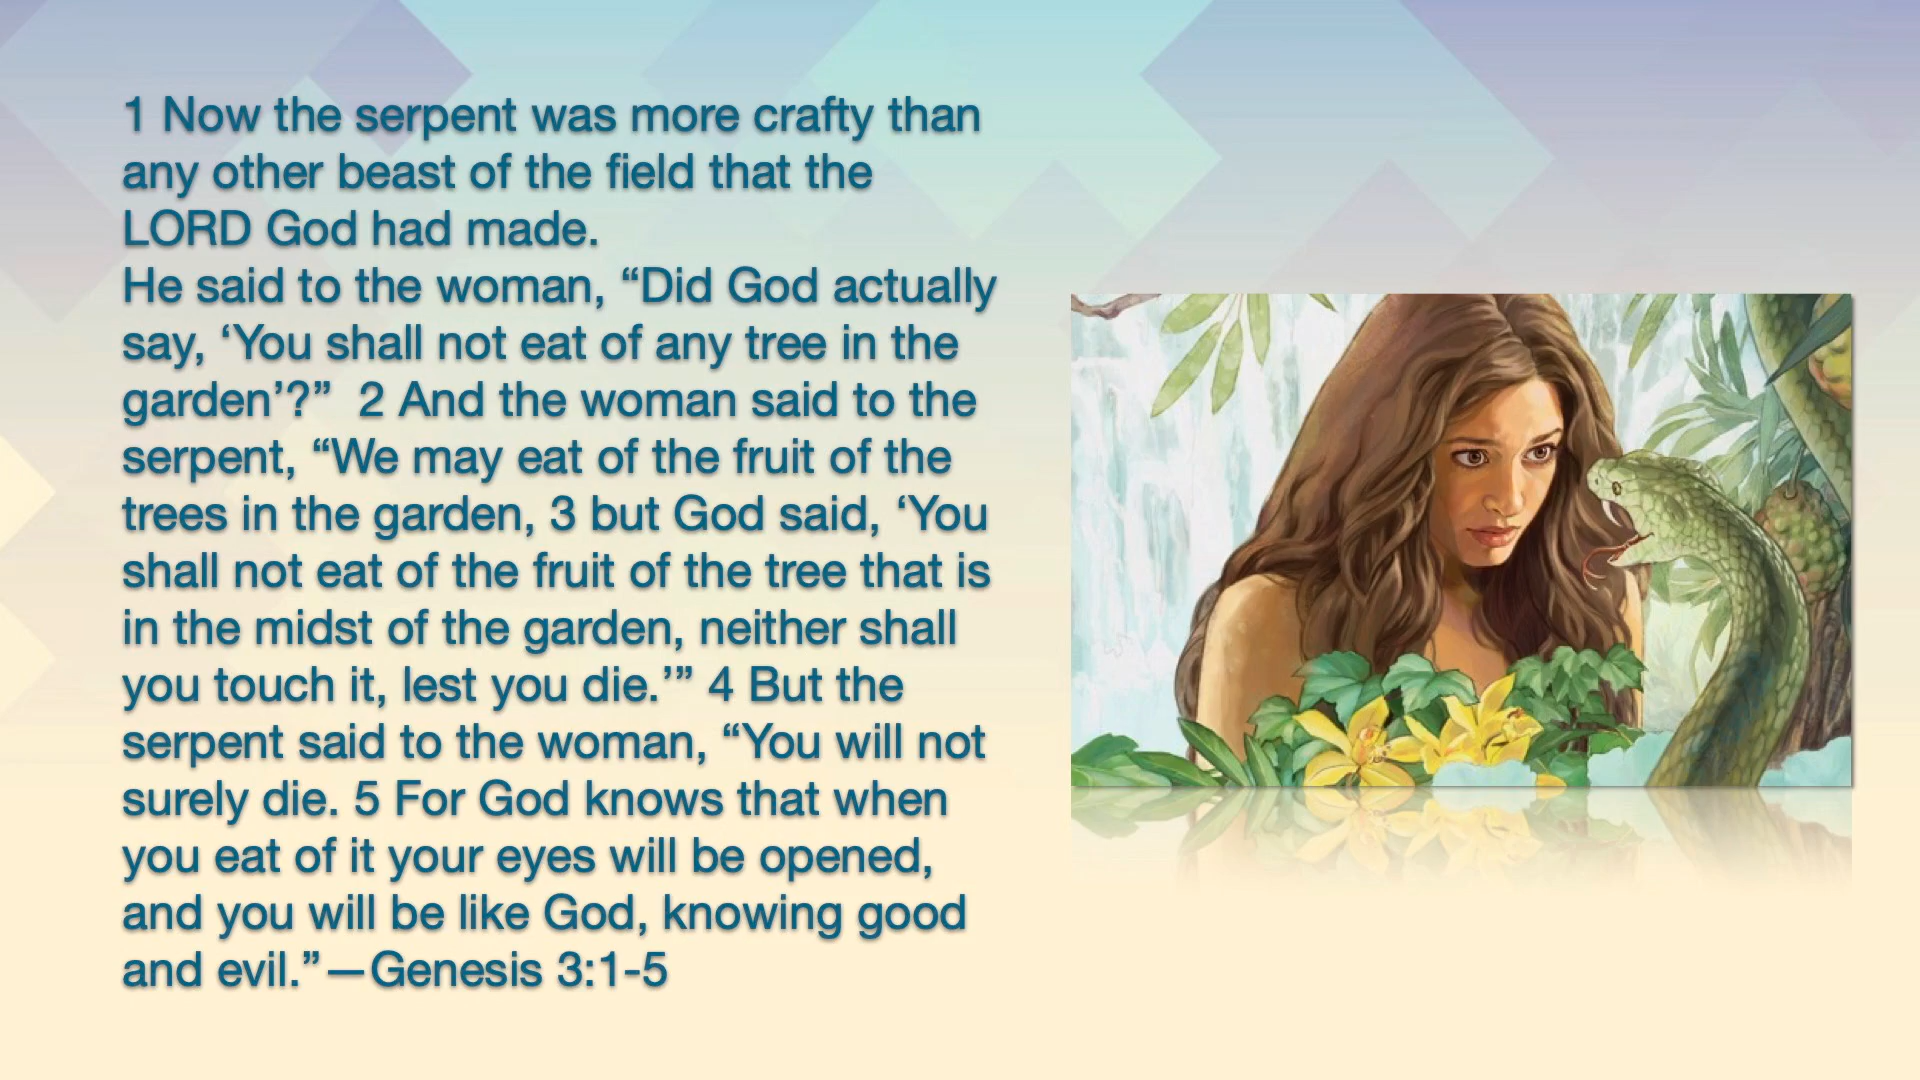 1 Now the serpent was more crafty than
any other beast of the field that the
LORD God had made.
He said to the woman, “Did God actually
say, ‘You shall not eat of any tree in the
garden’?”  2 And the woman said to the
serpent, “We may eat of the fruit of the
trees in the garden, 3 but God said, ‘You
shall not eat of the fruit of the tree that is
in the midst of the garden, neither shall
you touch it, lest you die.’” 4 But the
serpent said to the woman, “You will not
surely die. 5 For God knows that when
you eat of it your eyes will be opened,
and you will be like God, knowing good
and evil.”—Genesis 3:1-5